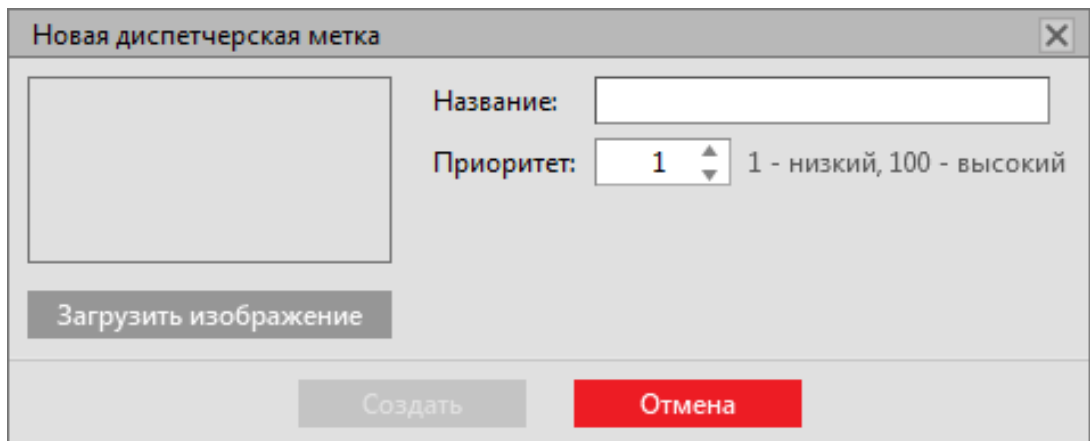 Новая диспетчерская метка
Название:
Приоритет: 1 1 - низкий, 100 - высокий
Загрузить изображение
Создать Отмена